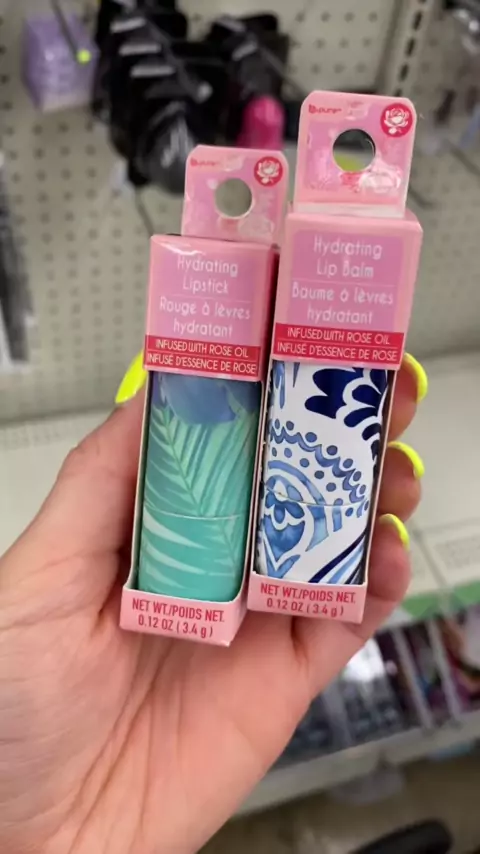 b.pure
Hydrating
Lipstick
Rouge à lèvres
hydratant
INFUSED WITH ROSE OIL
INFUSÉ D'ESSENCE DE ROSE
NET WT./POIDS NET
0.12 OZ (3.4 g)
b.pure
Hydrating
Lip Balm
Baume à lèvres
hydratant
INFUSED WITH ROSE OIL
INFUSÉ D'ESSENCE DE ROSE
NET WT./POIDS NET.
0.12 OZ (3.4 g)